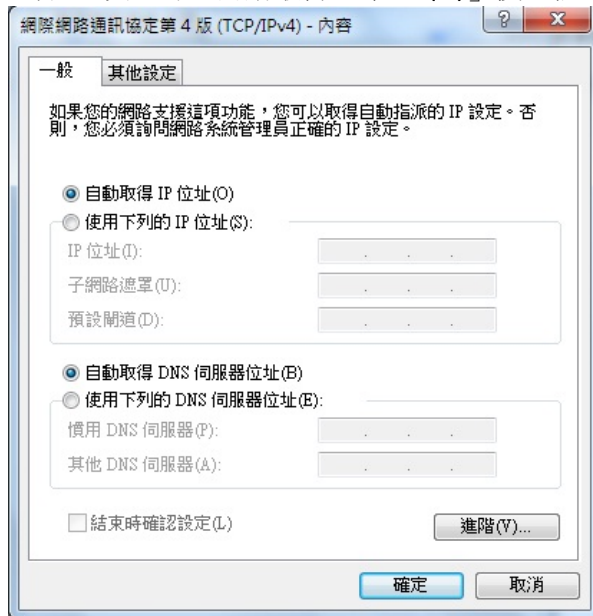 網際網路通訊協定第 4 版 (TCP/IPv4) - 內容
一般
其他設定
如果您的網路支援這項功能，您可以取得自動指派的 IP 設定。否
則，您必須詢問網路系統管理員正確的 IP 設定。
自動取得 IP 位址(O)
使用下列的 IP 位址(S):
IP 位址(I):
子網路遮罩(U):
預設閘道(D):
自動取得 DNS 伺服器位址(B)
使用下列的 DNS 伺服器位址(E):
慣用 DNS 伺服器(P):
其他 DNS 伺服器(A):
結束時確認設定(L)
進階(V)...
確定
取消